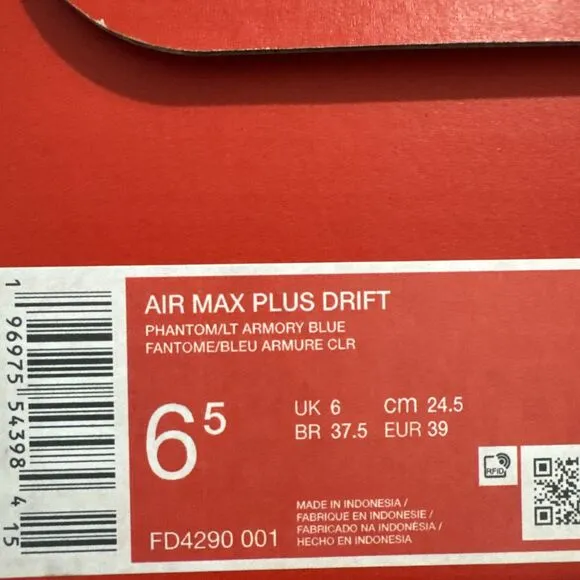 AIR MAX PLUS DRIFT
PHANTOM/LT ARMORY BLUE
FANTOME/BLEU ARMURE CLR
6 5
UK 6 cm 24.5
BR 37.5 EUR 39
RFID
MADE IN INDONESIA /
FABRIQUE EN INDONESIE /
FABRICADO NA INDONÉSIA /
HECHO EN INDONESIA
FD4290 001
1 96975 54398 4 15